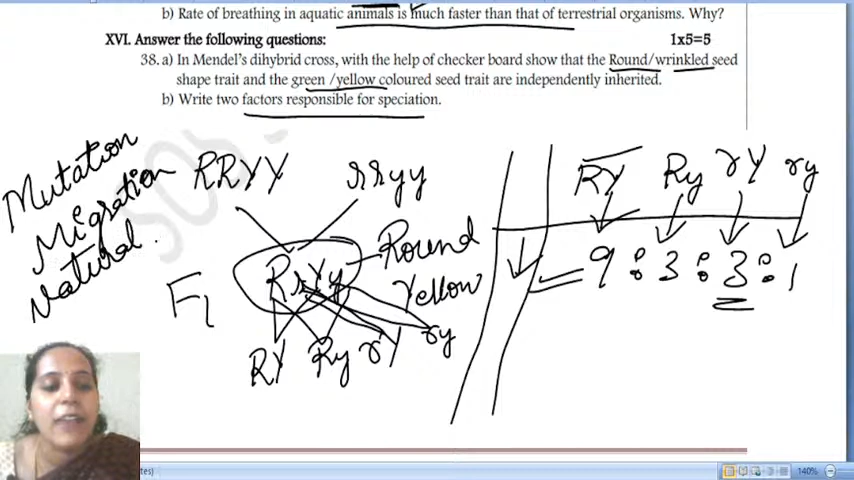 b) Rate of breathing in aquatic animals is much faster than that of terrestrial organisms. Why?
XVI. Answer the following questions: 1x5=5
38. a) In Mendel's dihybrid cross, with the help of checker board show that the Round/wrinkled seed
shape trait and the green /yellow coloured seed trait are independently inherited.
b) Write two factors responsible for speciation.
Mutation
Migration
Natural
RRYY rryy
RrYy Round
Yellow
F1
RY Ry rY ry
RY Ry rY ry
9 : 3 : 3 : 1
140%